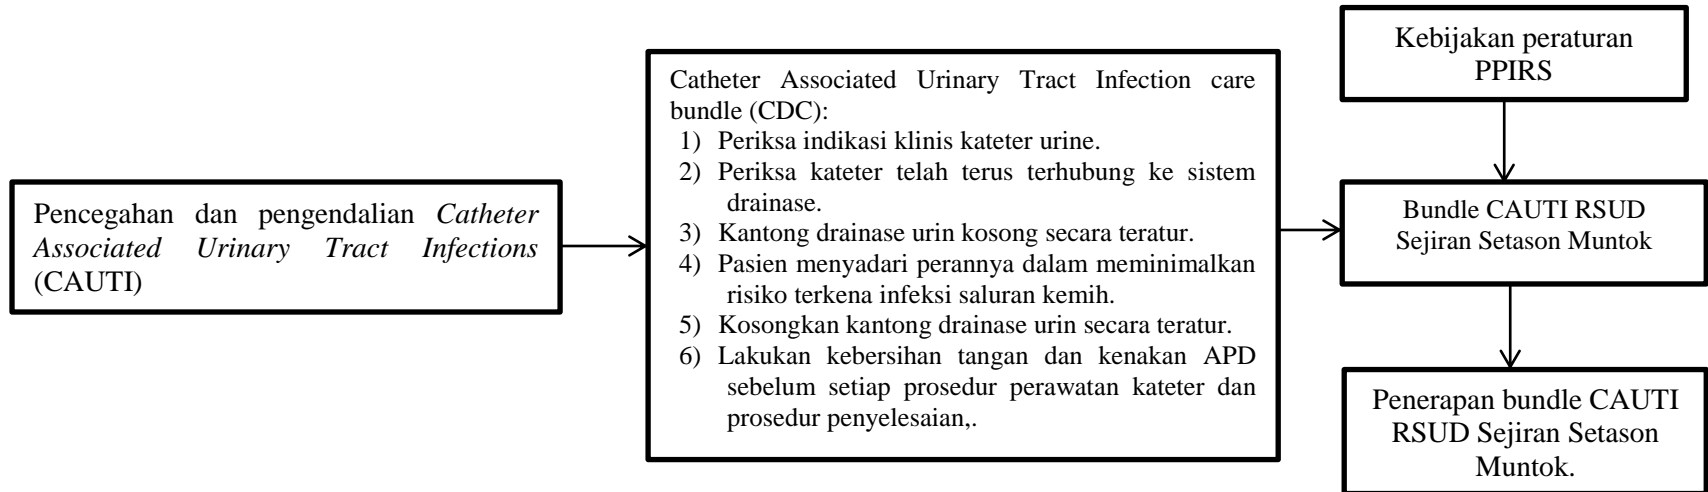 Pencegahan dan pengendalian Catheter
Associated Urinary Tract Infections
(CAUTI)
Catheter Associated Urinary Tract Infection care
bundle (CDC):
1) Periksa indikasi klinis kateter urine.
2) Periksa kateter telah terus terhubung ke sistem
drainase.
3) Kantong drainase urin kosong secara teratur.
4) Pasien menyadari perannya dalam meminimalkan
risiko terkena infeksi saluran kemih.
5) Kosongkan kantong drainase urin secara teratur.
6) Lakukan kebersihan tangan dan kenakan APD
sebelum setiap prosedur perawatan kateter dan
prosedur penyelesaian,.
Kebijakan peraturan
PPIRS
Bundle CAUTI RSUD
Sejiran Setason Muntok
Penerapan bundle CAUTI
RSUD Sejiran Setason
Muntok.